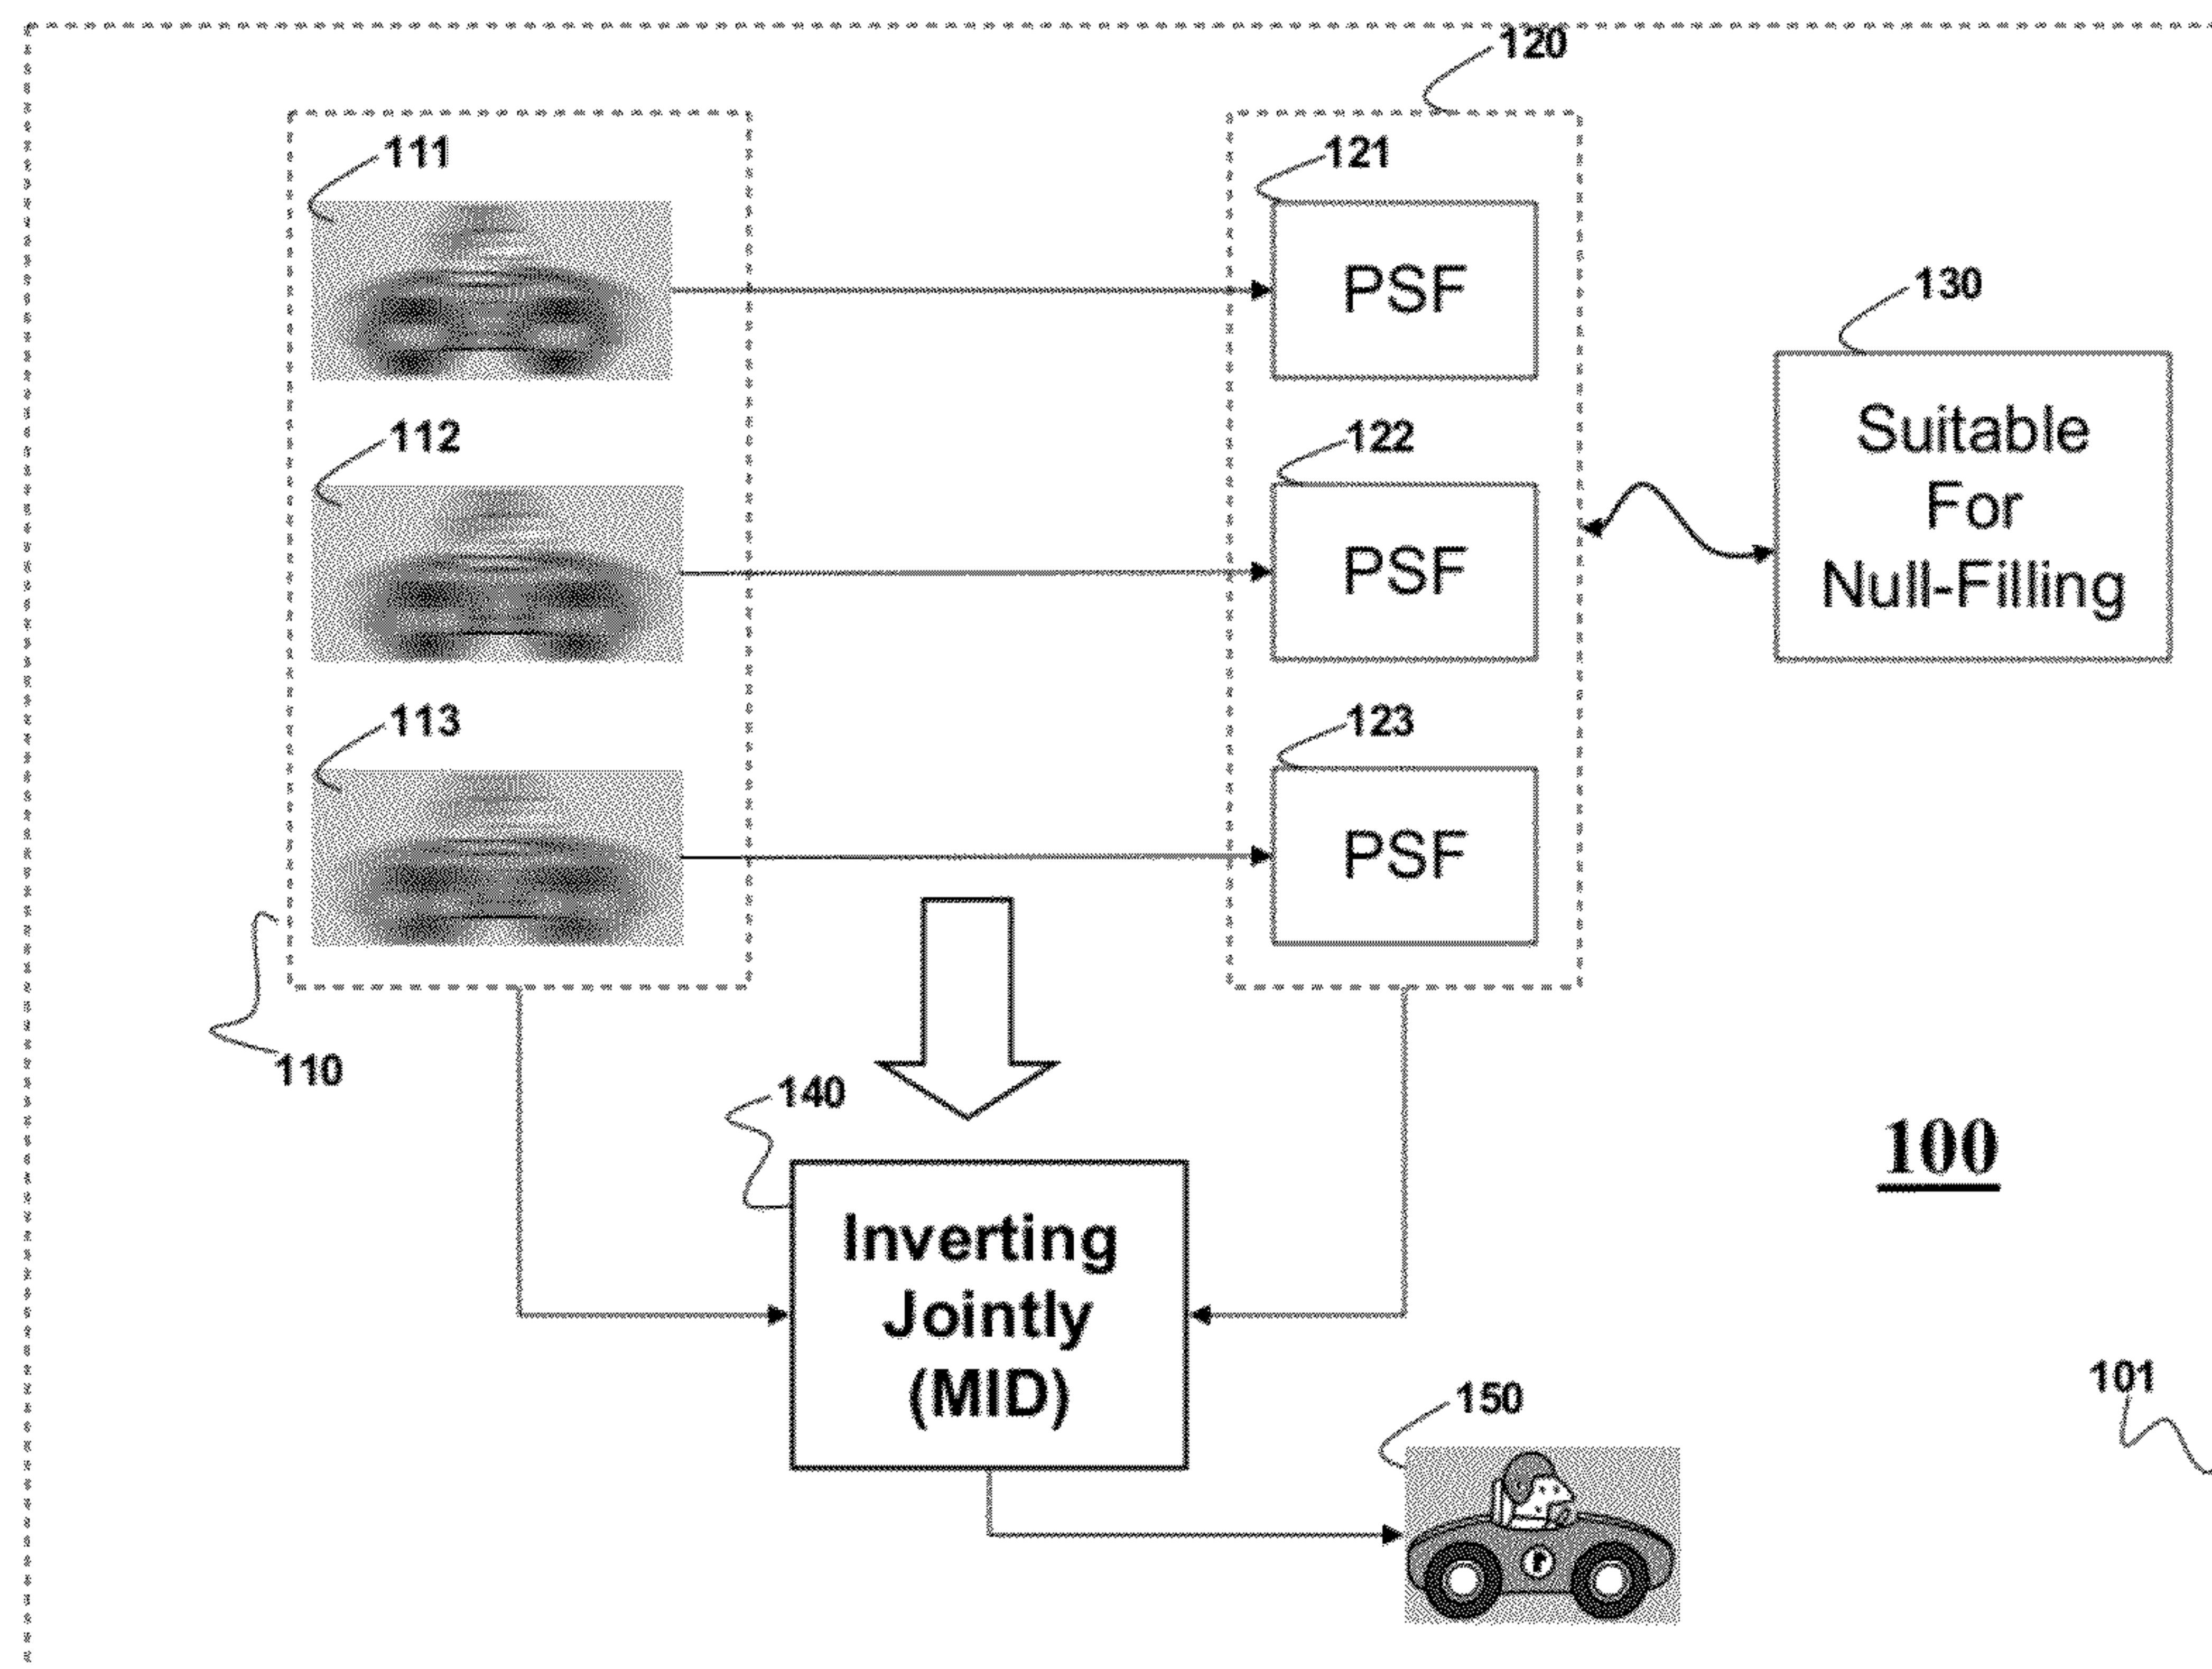 120
111
121
PSF
130
Suitable
For
Null-Filling
112
122
PSF
113
123
PSF
110
140
Inverting
Jointly
(MID)
100
101
150